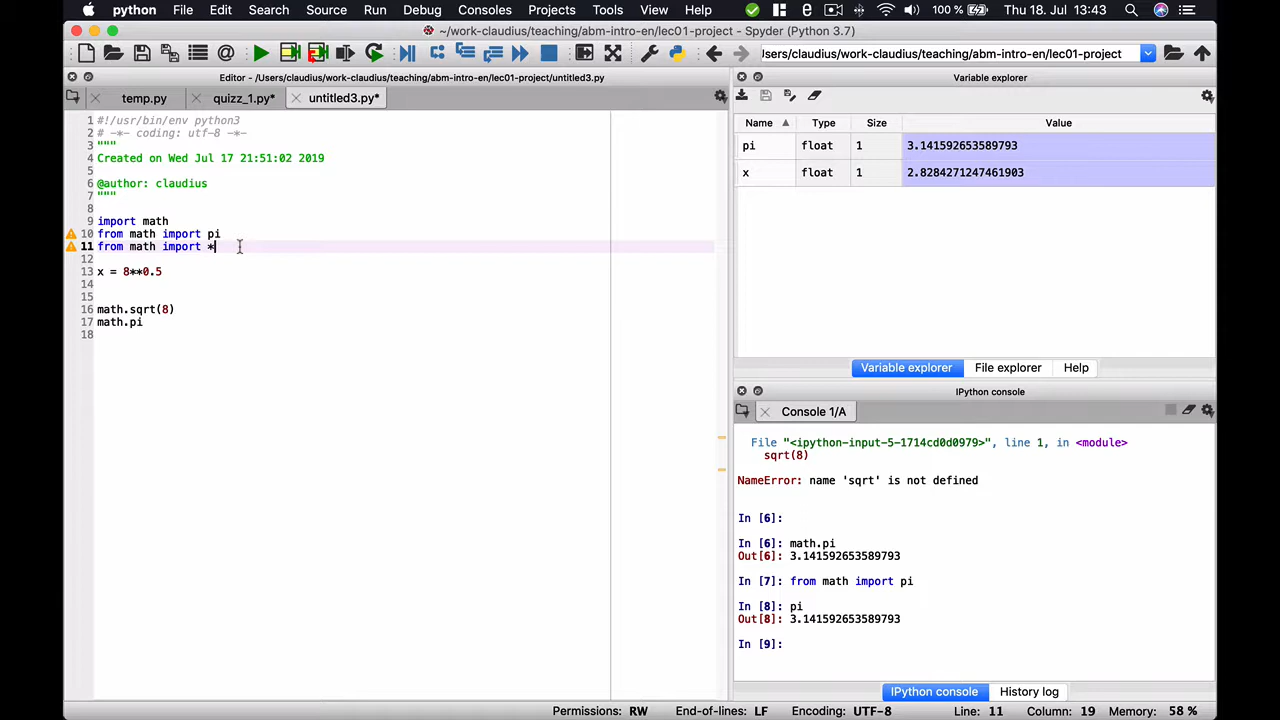 python File Edit Search Source Run Debug Consoles Projects Tools View Help 100 % Thu 18. Jul 13:43
~/work-claudius/teaching/abm-intro-en/lec01-project - Spyder (Python 3.7)
sers/claudius/work-claudius/teaching/abm-intro-en/lec01-project
Editor - /Users/claudius/work-claudius/teaching/abm-intro-en/lec01-project/untitled3.py
temp.py quizz_1.py* untitled3.py*
1 #!/usr/bin/env python3
2 # -*- coding: utf-8 -*-
3 """
4 Created on Wed Jul 17 21:51:02 2019
5
6 @author: claudius
7 """
8
9 import math
10 from math import pi
11 from math import *
12
13 x = 8**0.5
14
15
16 math.sqrt(8)
17 math.pi
18
Variable explorer
Name Type Size Value
pi float 1 3.141592653589793
x float 1 2.8284271247461903
Variable explorer File explorer Help
IPython console
Console 1/A
File "<ipython-input-5-1714cd0d0979>", line 1, in <module>
sqrt(8)
NameError: name 'sqrt' is not defined
In [6]:
In [6]: math.pi
Out[6]: 3.141592653589793
In [7]: from math import pi
In [8]: pi
Out[8]: 3.141592653589793
In [9]:
IPython console History log
Permissions: RW End-of-lines: LF Encoding: UTF-8 Line: 11 Column: 19 Memory: 58 %